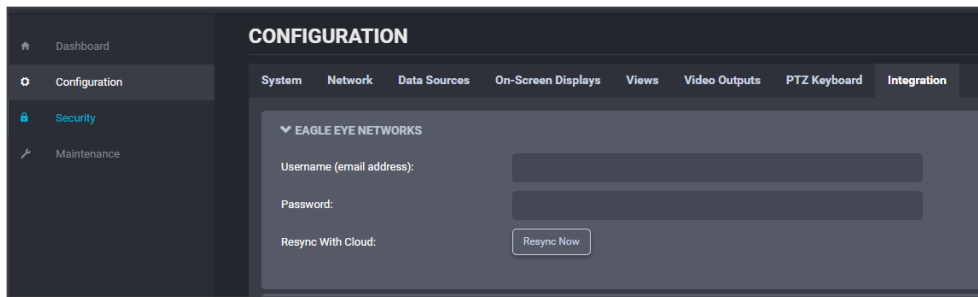 Dashboard
Configuration
Security
Maintenance
CONFIGURATION
System Network Data Sources On-Screen Displays Views Video Outputs PTZ Keyboard Integration
EAGLE EYE NETWORKS
Username (email address):
Password:
Resync With Cloud: Resync Now